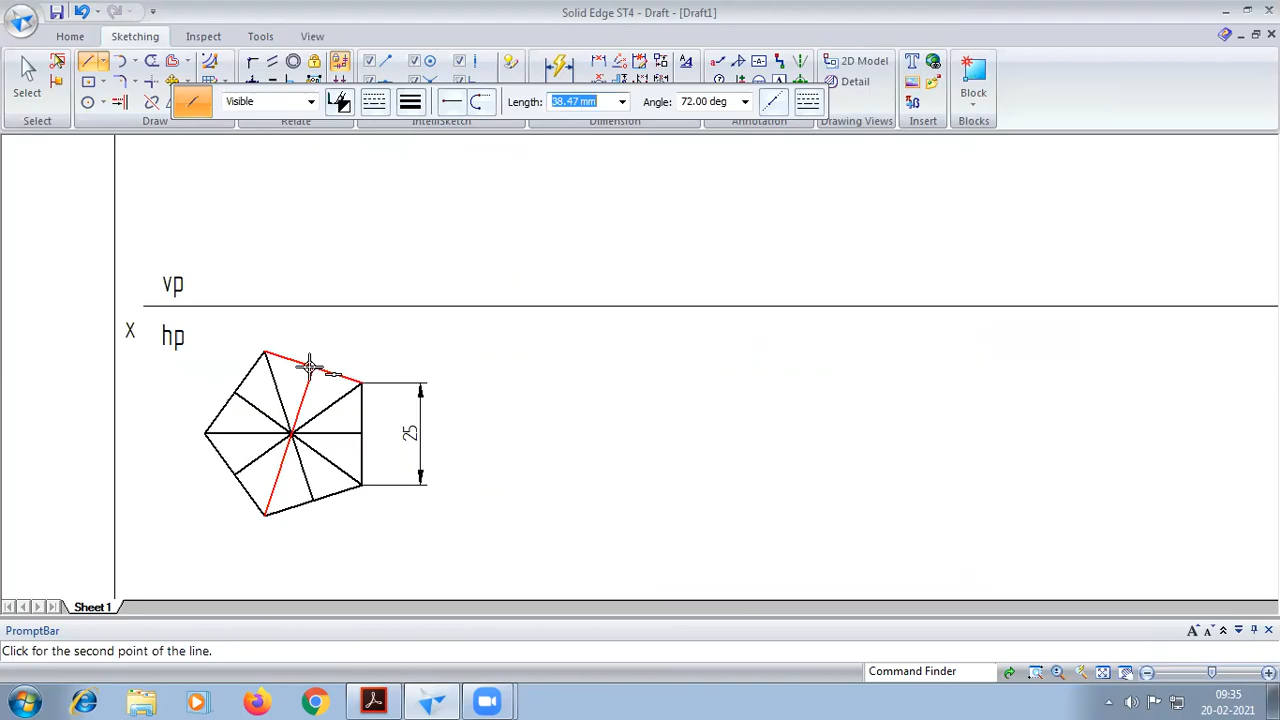 Solid Edge ST4 - Draft - [Draft1]
Home Sketching Inspect Tools View
Select
2D Model
Detail
Block
Visible
Length: 38.47 mm
Angle: 72.00 deg
Select Draw Relate IntelliSketch Dimension Annotation Drawing Views Insert Blocks
vp
X hp
25
Sheet1
PromptBar
Click for the second point of the line.
Command Finder
09:35
20-02-2021